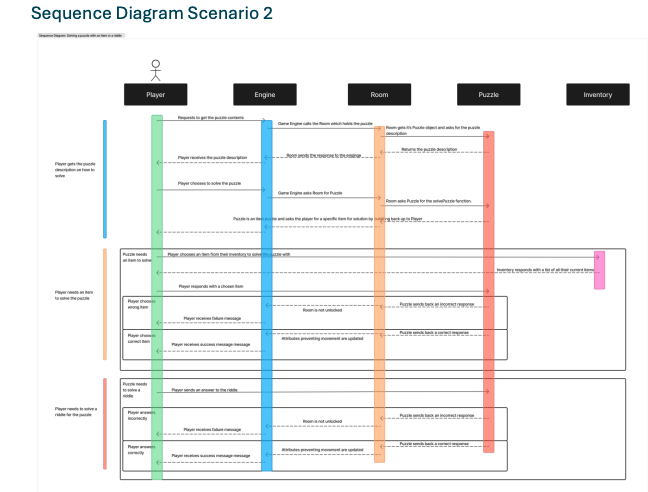 Sequence Diagram Scenario 2
Sequence Diagram: Solving a puzzle with an item or a riddle
Player
Engine
Room
Puzzle
Inventory
Requests to get the puzzle contents
Game Engine calls the Room which holds the puzzle
Room gets it's Puzzle object and asks for the puzzle
description
Returns the puzzle description
Room sends the response to the
Player receives the puzzle description
Player gets the puzzle
description on how to
solve
Player chooses to solve the puzzle
Game Engine asks Room for Puzzle
Room asks Puzzle for the solvePuzzle function.
Puzzle is an item puzzle and asks the player for a specific item for solution by back up to Player
Puzzle needs
an item to solve
Player chooses an item from their inventory to solve the puzzle with
Inventory responds with a list of all their current items
Player responds with a chosen item
Player needs an item
to solve the puzzle
Player chooses
wrong item
Puzzle sends back an incorrect response
Room is not unlocked
Player receives failure message
Player chooses
correct item
Puzzle sends back a correct response
Attributes preventing movement are updated
Player receives success message message
Puzzle needs
to solve a
riddle
Player sends an answer to the riddle.
Player needs to solve a
riddle for the puzzle
Player answers
incorrectly
Puzzle sends back an incorrect response
Room is not unlocked
Player receives failure message
Player answers
correctly
Puzzle sends back a correct response
Attributes preventing movement are updated
Player receives success message message